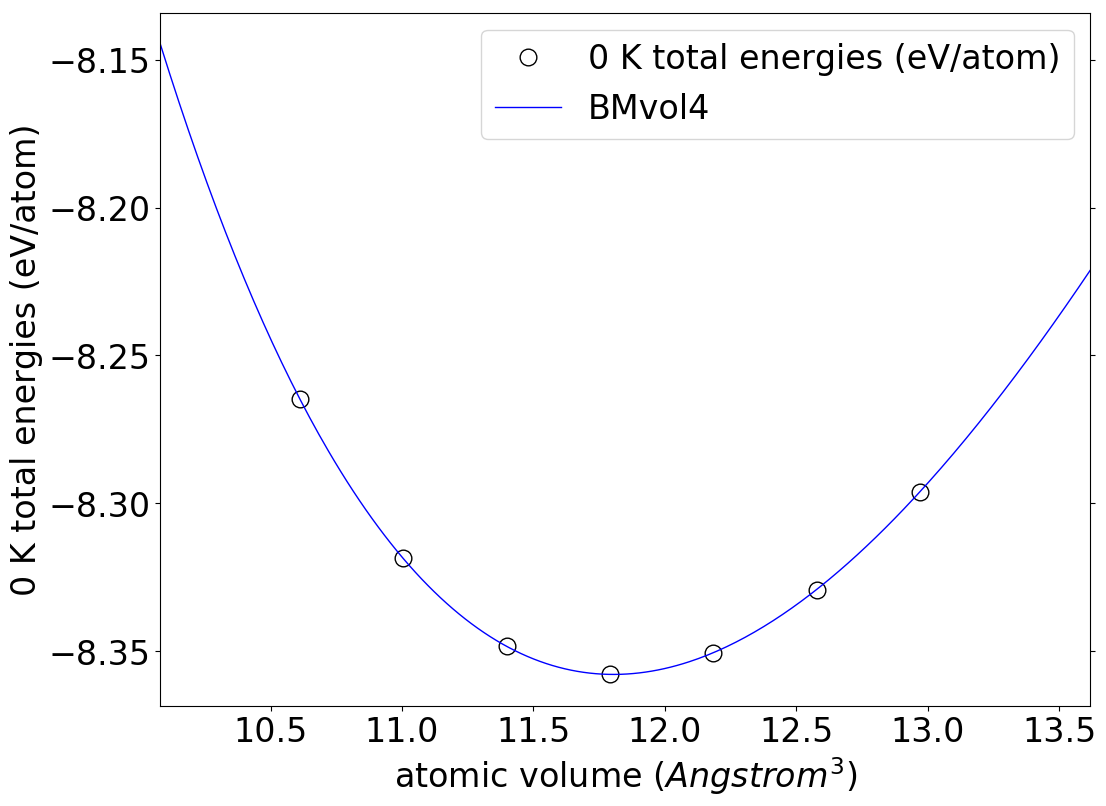 0 K total energies (eV/atom)
BMvol4
−8.15
−8.20
−8.25
−8.30
−8.35
0 K total energies (eV/atom)
10.5 11.0 11.5 12.0 12.5 13.0 13.5
atomic volume (Angstrom³)